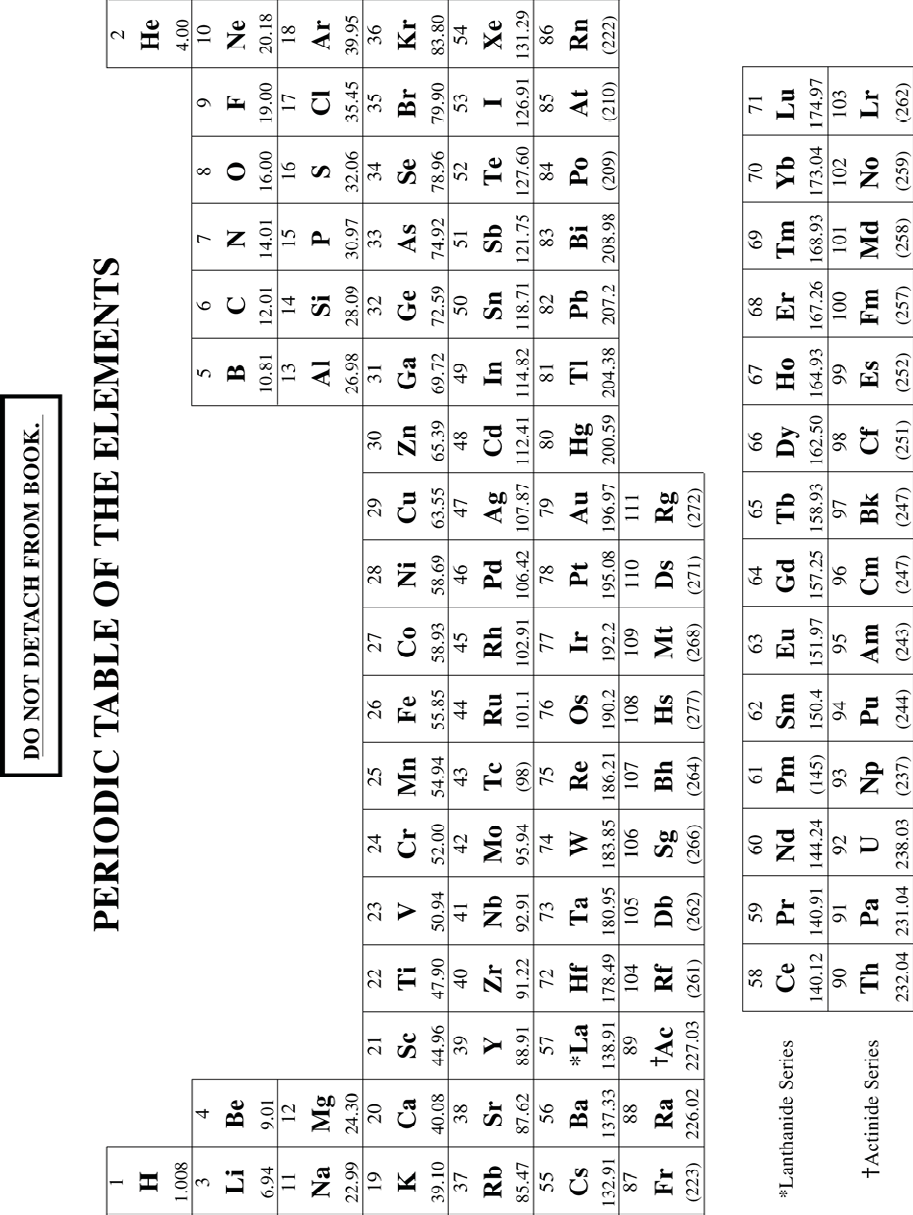 DO NOT DETACH FROM BOOK.
PERIODIC TABLE OF THE ELEMENTS
1 2
H He
1.008 4.00
3 4 5 6 7 8 9 10
Li Be B C N O F Ne
6.94 9.01 10.81 12.01 14.01 16.00 19.00 20.18
11 12 13 14 15 16 17 18
Na Mg Al Si P S Cl Ar
22.99 24.30 26.98 28.09 30.97 32.06 35.45 39.95
19 20 21 22 23 24 25 26 27 28 29 30 31 32 33 34 35 36
K Ca Sc Ti V Cr Mn Fe Co Ni Cu Zn Ga Ge As Se Br Kr
39.10 40.08 44.96 47.90 50.94 52.00 54.94 55.85 58.93 58.69 63.55 65.39 69.72 72.59 74.92 78.96 79.90 83.80
37 38 39 40 41 42 43 44 45 46 47 48 49 50 51 52 53 54
Rb Sr Y Zr Nb Mo Tc Ru Rh Pd Ag Cd In Sn Sb Te I Xe
85.47 87.62 88.91 91.22 92.91 95.94 (98) 101.1 102.91 106.42 107.87 112.41 114.82 118.71 121.75 127.60 126.91 131.29
55 56 57 72 73 74 75 76 77 78 79 80 81 82 83 84 85 86
Cs Ba *La Hf Ta W Re Os Ir Pt Au Hg Tl Pb Bi Po At Rn
132.91 137.33 138.91 178.49 180.95 183.85 186.21 190.2 192.2 195.08 196.97 200.59 204.38 207.2 208.98 (209) (210) (222)
87 88 89 104 105 106 107 108 109 110 111
Fr Ra †Ac Rf Db Sg Bh Hs Mt Ds Rg
(223) 226.02 227.03 (261) (262) (266) (264) (277) (268) (271) (272)
58 59 60 61 62 63 64 65 66 67 68 69 70 71
*Lanthanide Series Ce Pr Nd Pm Sm Eu Gd Tb Dy Ho Er Tm Yb Lu
140.12 140.91 144.24 (145) 150.4 151.97 157.25 158.93 162.50 164.93 167.26 168.93 173.04 174.97
90 91 92 93 94 95 96 97 98 99 100 101 102 103
†Actinide Series Th Pa U Np Pu Am Cm Bk Cf Es Fm Md No Lr
232.04 231.04 238.03 (237) (244) (243) (247) (247) (251) (252) (257) (258) (259) (262)